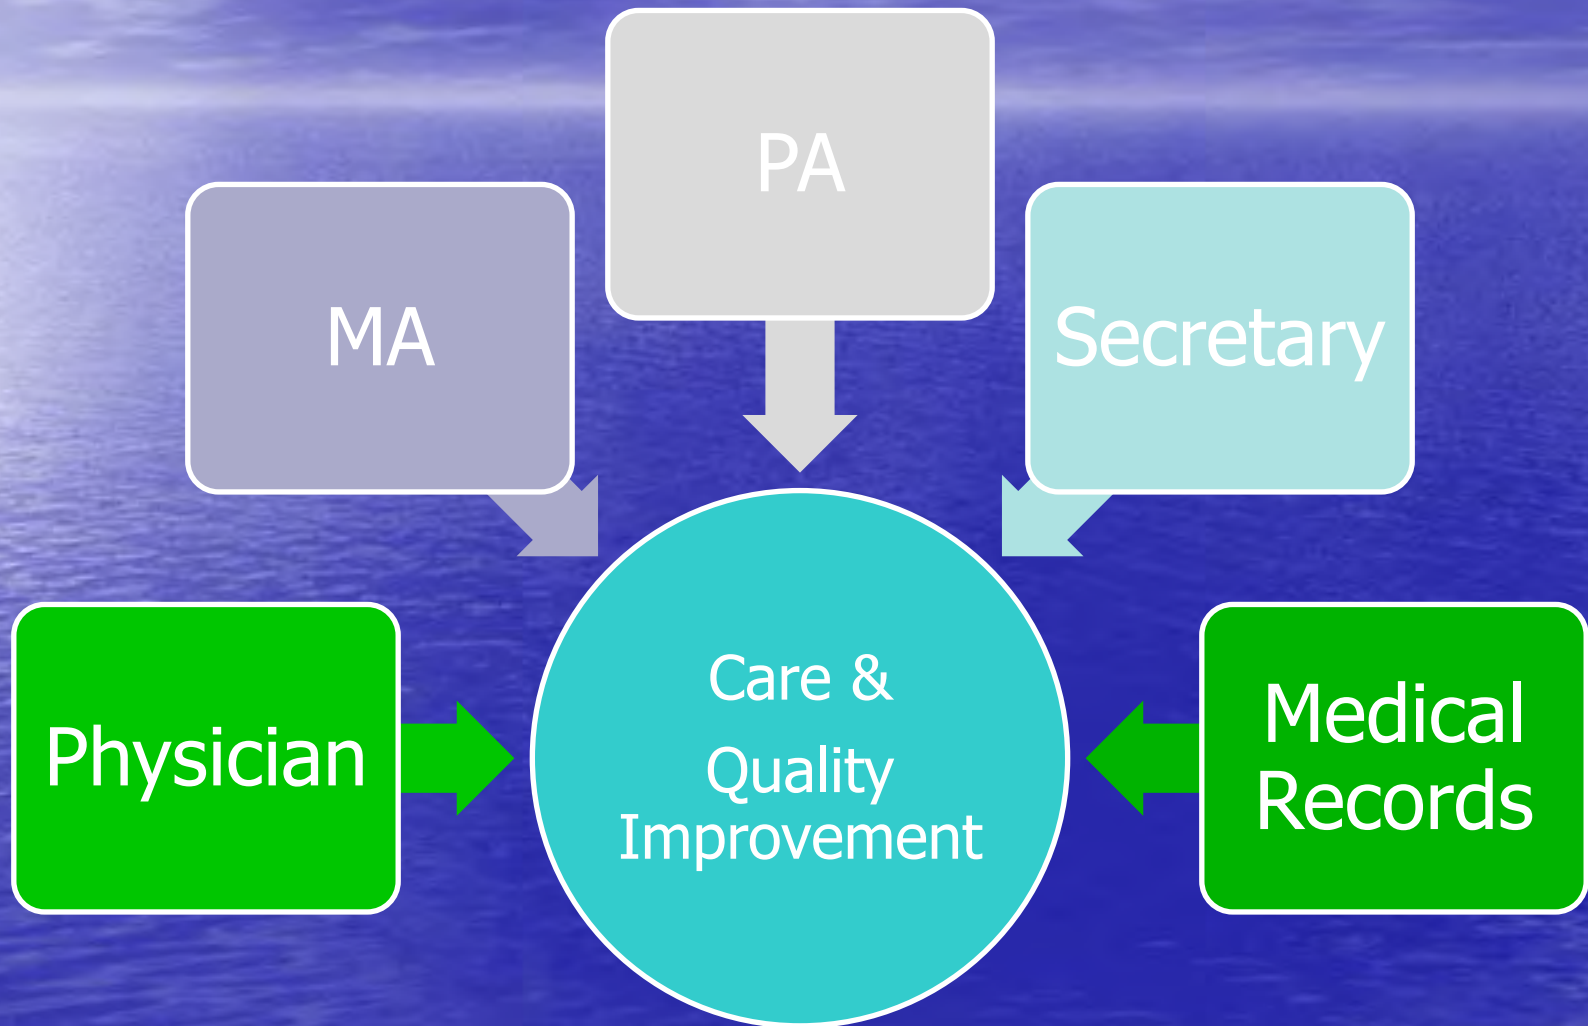 PA
MA
Secretary
Physician
Care &
Quality
Improvement
Medical
Records